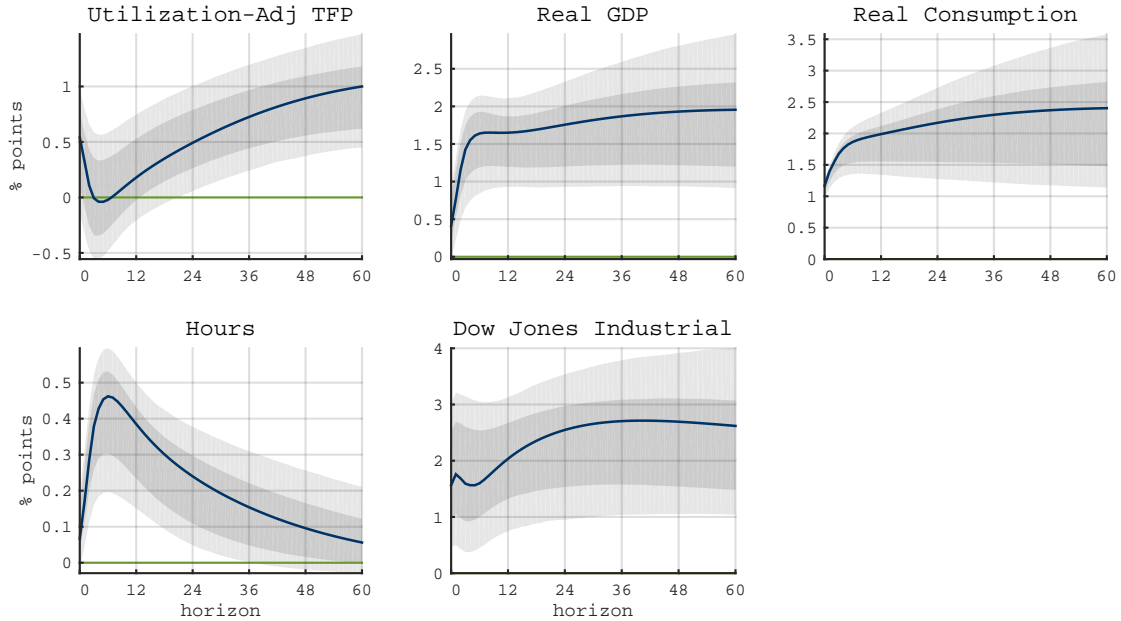 Utilization-Adj TFP
Real GDP
Real Consumption
% points
1
0.5
0
-0.5
0 12 24 36 48 60
2.5
2
1.5
1
0.5
0
0 12 24 36 48 60
3.5
3
2.5
2
1.5
1
0.5
0
0 12 24 36 48 60
Hours
Dow Jones Industrial
% points
0.5
0.4
0.3
0.2
0.1
0
0 12 24 36 48 60
horizon
4
3
2
1
0
0 12 24 36 48 60
horizon